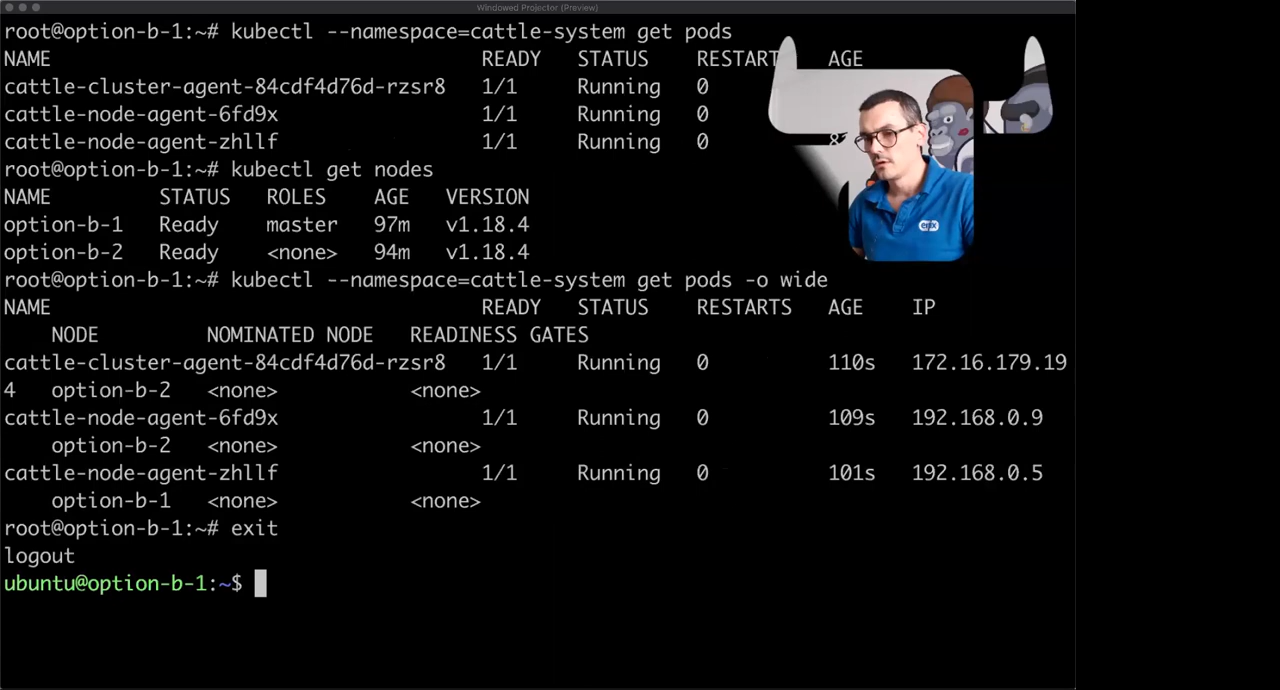 Windowed Projector (Preview)
root@option-b-1:~# kubectl --namespace=cattle-system get pods
NAME READY STATUS RESTART AGE
cattle-cluster-agent-84cdf4d76d-rzsr8 1/1 Running 0
cattle-node-agent-6fd9x 1/1 Running 0
cattle-node-agent-zhllf 1/1 Running 0
root@option-b-1:~# kubectl get nodes
NAME STATUS ROLES AGE VERSION
option-b-1 Ready master 97m v1.18.4
option-b-2 Ready <none> 94m v1.18.4
root@option-b-1:~# kubectl --namespace=cattle-system get pods -o wide
NAME READY STATUS RESTARTS AGE IP
NODE NOMINATED NODE READINESS GATES
cattle-cluster-agent-84cdf4d76d-rzsr8 1/1 Running 0 110s 172.16.179.19
4 option-b-2 <none> <none>
cattle-node-agent-6fd9x 1/1 Running 0 109s 192.168.0.9
option-b-2 <none> <none>
cattle-node-agent-zhllf 1/1 Running 0 101s 192.168.0.5
option-b-1 <none> <none>
root@option-b-1:~# exit
logout
ubuntu@option-b-1:~$